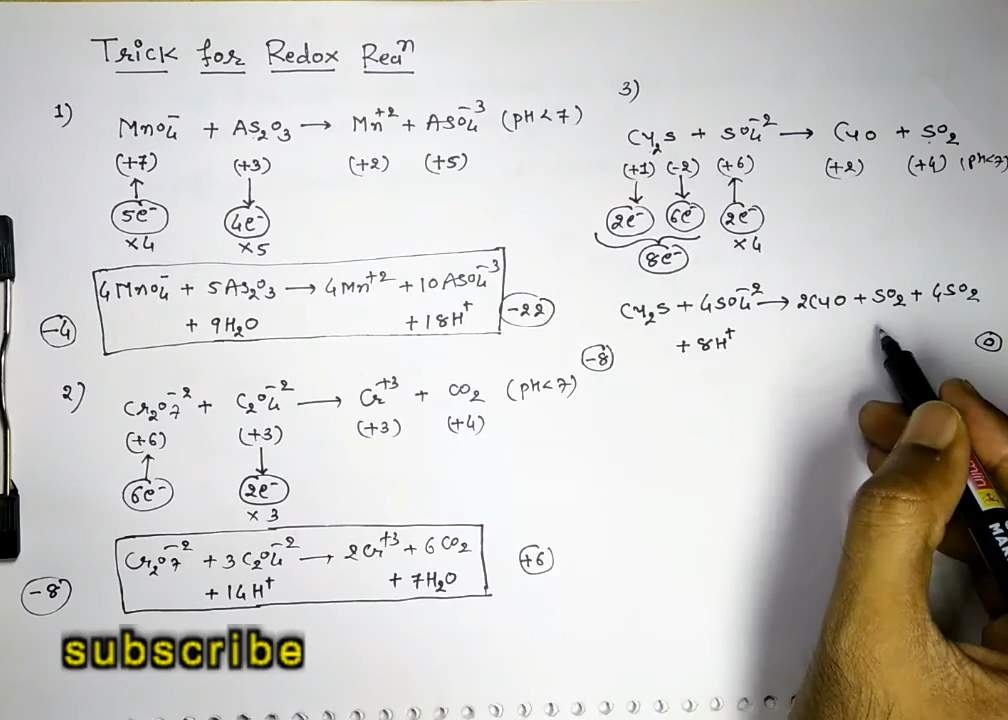 Trick for Redox Reaⁿ
1)
MnO₄⁻ + AS₂O₃ → Mn⁺² + ASO₄⁻³ (pH<7)
(+7) (+3) (+2) (+5)
5e⁻ 4e⁻
×4 ×5
4MnO₄⁻ + 5AS₂O₃ → 4Mn⁺² + 10ASO₄⁻³
+ 9H₂O + 18H⁺
-4 -22
2)
Cr₂O₇⁻² + C₂O₄⁻² → Cr⁺³ + CO₂ (pH<7)
(+6) (+3) (+3) (+4)
6e⁻ 2e⁻
×3
Cr₂O₇⁻² + 3C₂O₄⁻² → 2Cr⁺³ + 6CO₂
+ 14H⁺ + 7H₂O
-8 +6
3)
Cu₂S + SO₄⁻² → CuO + SO₂
(+1) (-2) (+6) (+2) (+4) (pH<7)
2e⁻ 6e⁻ 2e⁻
8e⁻ ×4
Cu₂S + 4SO₄⁻² → 2CuO + SO₂ + 4SO₂
+ 8H⁺
-8 0
subscribe